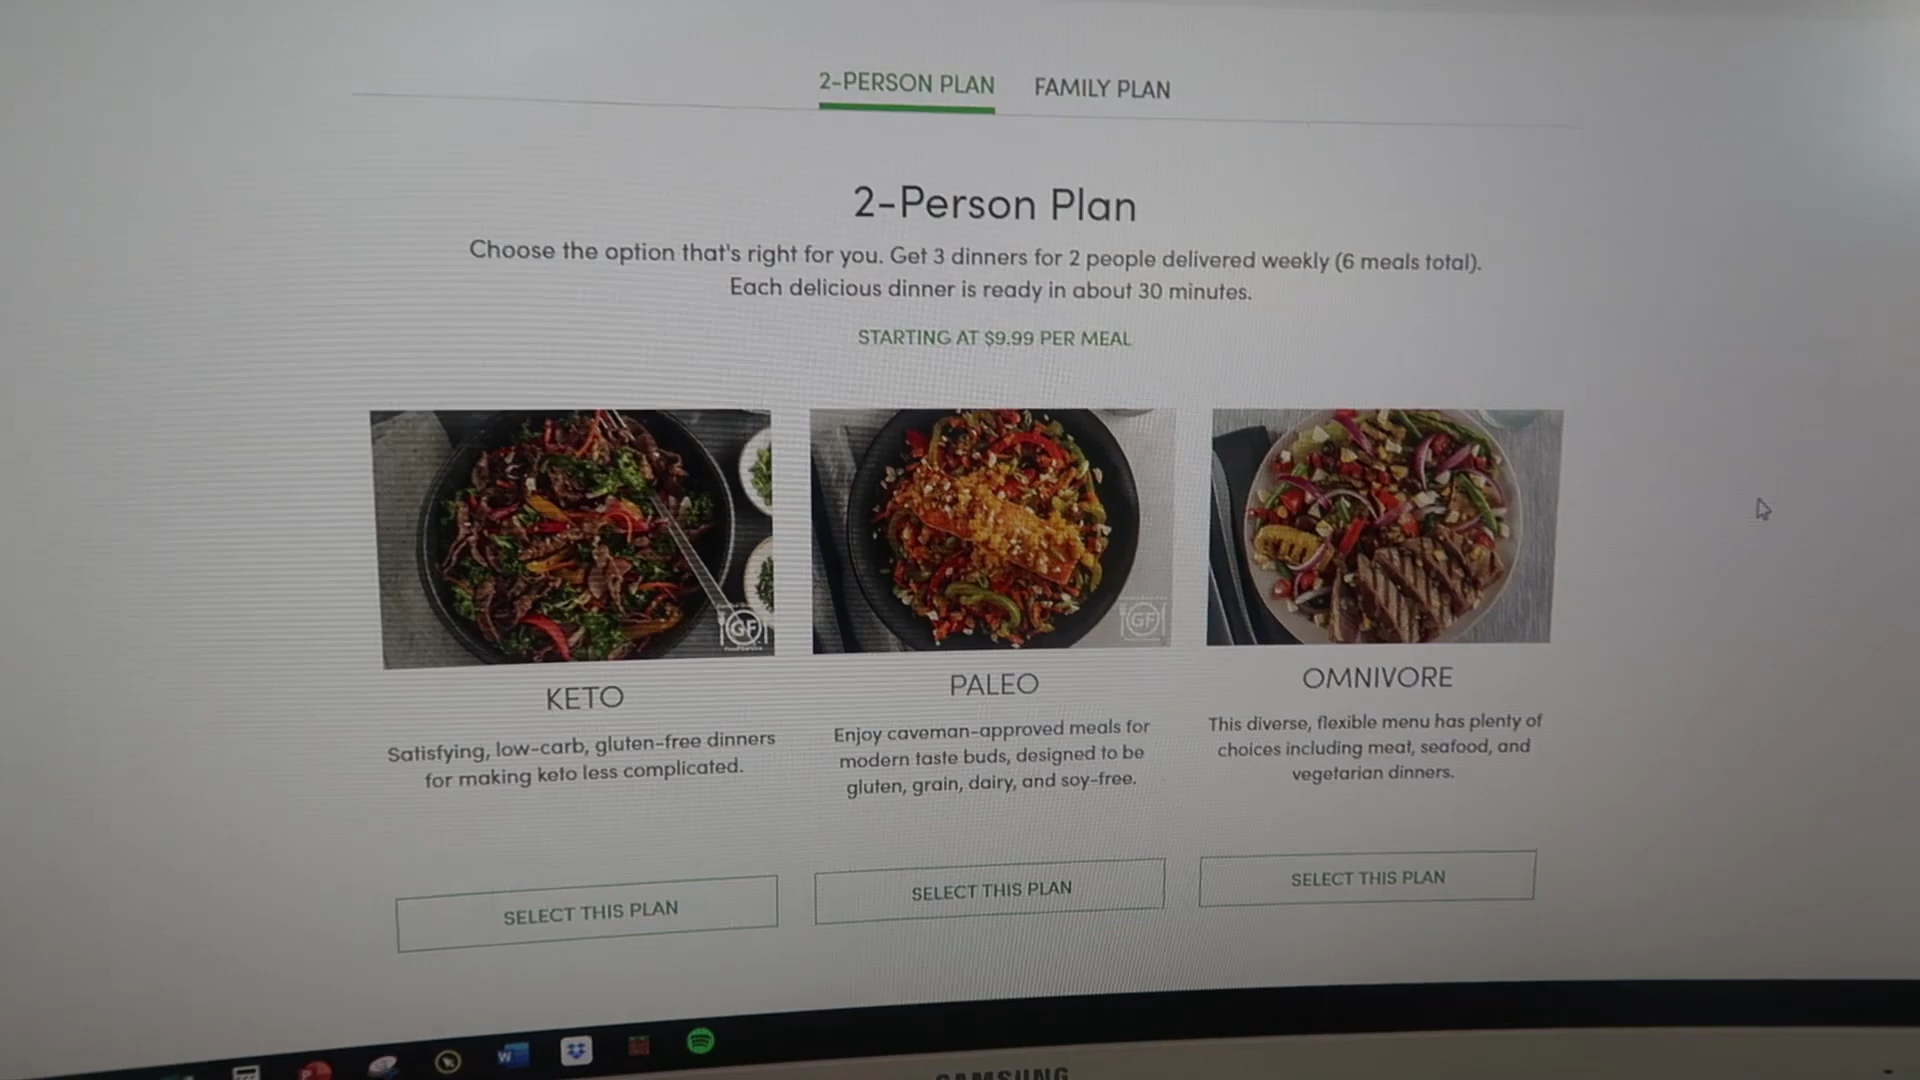 2-PERSON PLAN FAMILY PLAN
2-Person Plan
Choose the option that's right for you. Get 3 dinners for 2 people delivered weekly (6 meals total).
Each delicious dinner is ready in about 30 minutes.
STARTING AT $9.99 PER MEAL
GF
GF
KETO
Satisfying, low-carb, gluten-free dinners
for making keto less complicated.
SELECT THIS PLAN
PALEO
Enjoy caveman-approved meals for
modern taste buds, designed to be
gluten, grain, dairy, and soy-free.
SELECT THIS PLAN
OMNIVORE
This diverse, flexible menu has plenty of
choices including meat, seafood, and
vegetarian dinners.
SELECT THIS PLAN
W
SAMSUNG